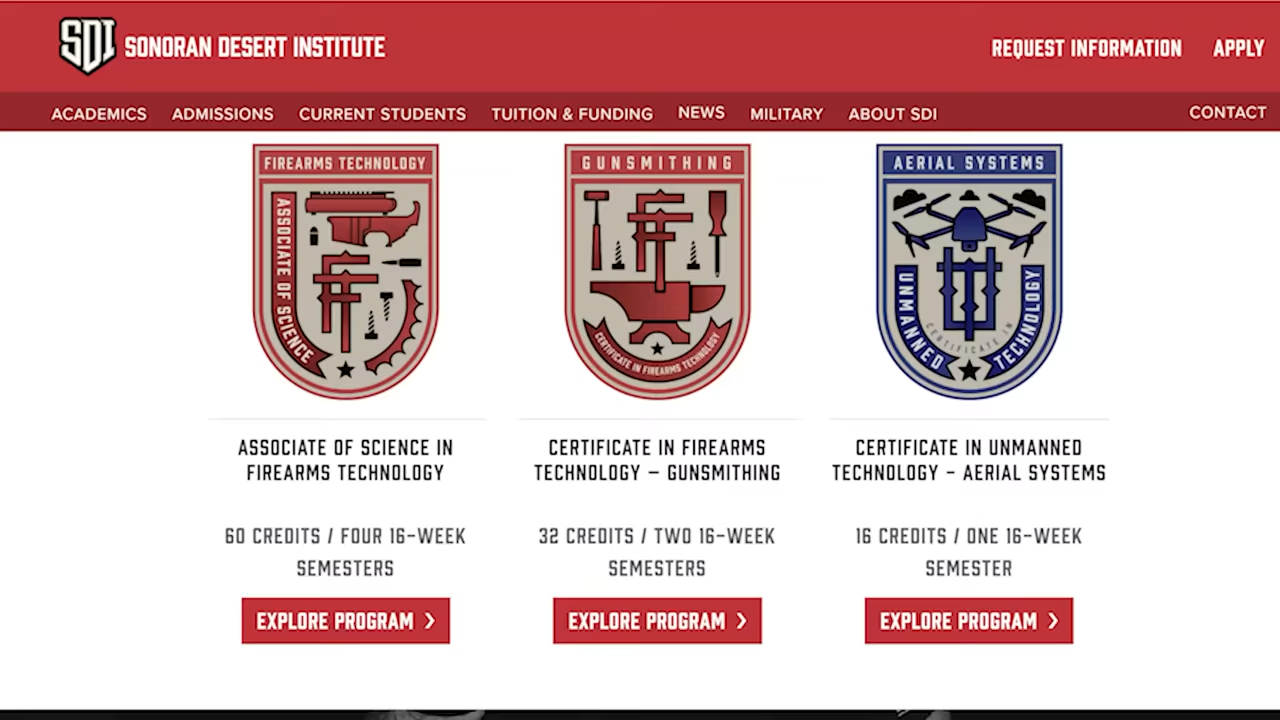 SDI SONORAN DESERT INSTITUTE
REQUEST INFORMATION
APPLY
ACADEMICS
ADMISSIONS
CURRENT STUDENTS
TUITION & FUNDING
NEWS
MILITARY
ABOUT SDI
CONTACT
FIREARMS TECHNOLOGY
ASSOCIATE OF SCIENCE
GUNSMITHING
CERTIFICATE IN FIREARMS TECHNOLOGY
AERIAL SYSTEMS
UNMANNED
CERTIFICATE IN
TECHNOLOGY
ASSOCIATE OF SCIENCE IN
FIREARMS TECHNOLOGY
60 CREDITS / FOUR 16-WEEK
SEMESTERS
EXPLORE PROGRAM >
CERTIFICATE IN FIREARMS
TECHNOLOGY – GUNSMITHING
32 CREDITS / TWO 16-WEEK
SEMESTERS
EXPLORE PROGRAM >
CERTIFICATE IN UNMANNED
TECHNOLOGY - AERIAL SYSTEMS
16 CREDITS / ONE 16-WEEK
SEMESTER
EXPLORE PROGRAM >